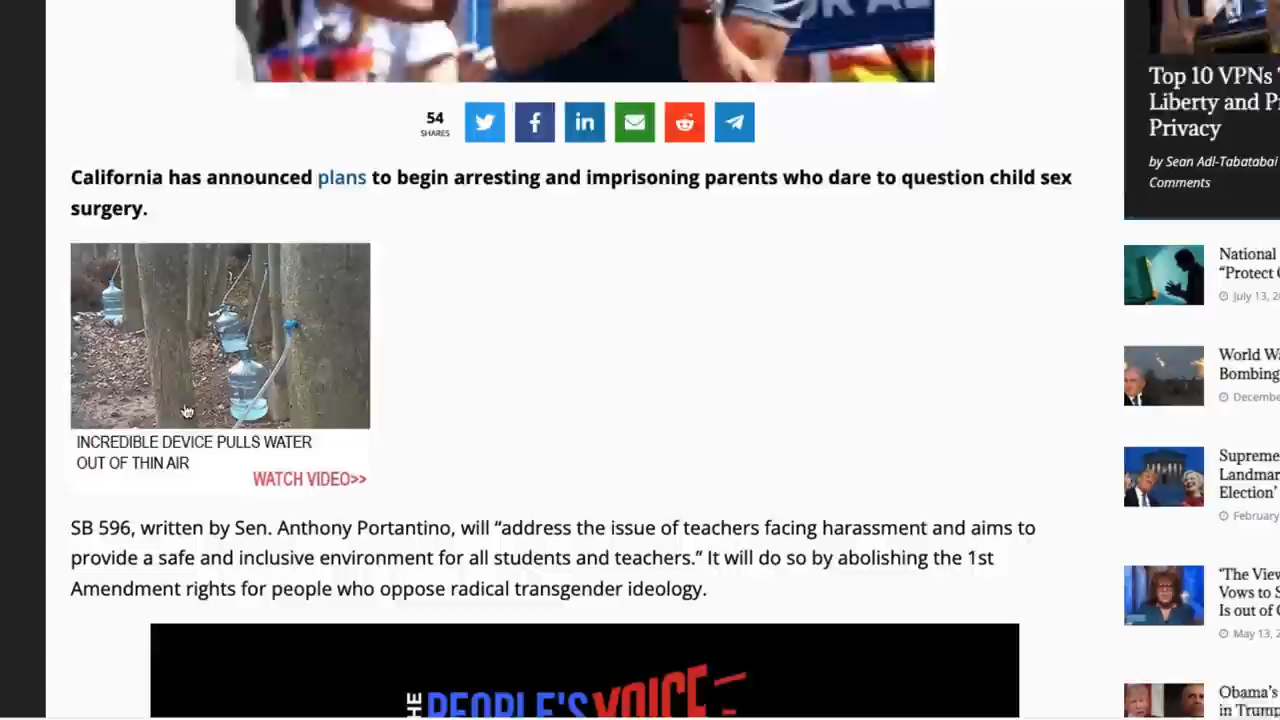 54
SHARES
California has announced plans to begin arresting and imprisoning parents who dare to question child sex
surgery.
INCREDIBLE DEVICE PULLS WATER
OUT OF THIN AIR
WATCH VIDEO>>
SB 596, written by Sen. Anthony Portantino, will “address the issue of teachers facing harassment and aims to
provide a safe and inclusive environment for all students and teachers.” It will do so by abolishing the 1st
Amendment rights for people who oppose radical transgender ideology.
PEOPLE'S VOICE
Top 10 VPNs
Liberty and
Privacy
by Sean Adl-Tabatabai
Comments
National
“Protect
July 13,
World
Bombing
Supreme
Landmar
Election’
February
‘The View
Vows to
Is out of
May 13,
Obama's
in Trump